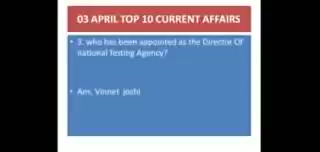 03 APRIL TOP 10 CURRENT AFFAIRS
• 3. who has been appointed as the Director Of
national Testing Agency?
• Ans. Vinnet joshi